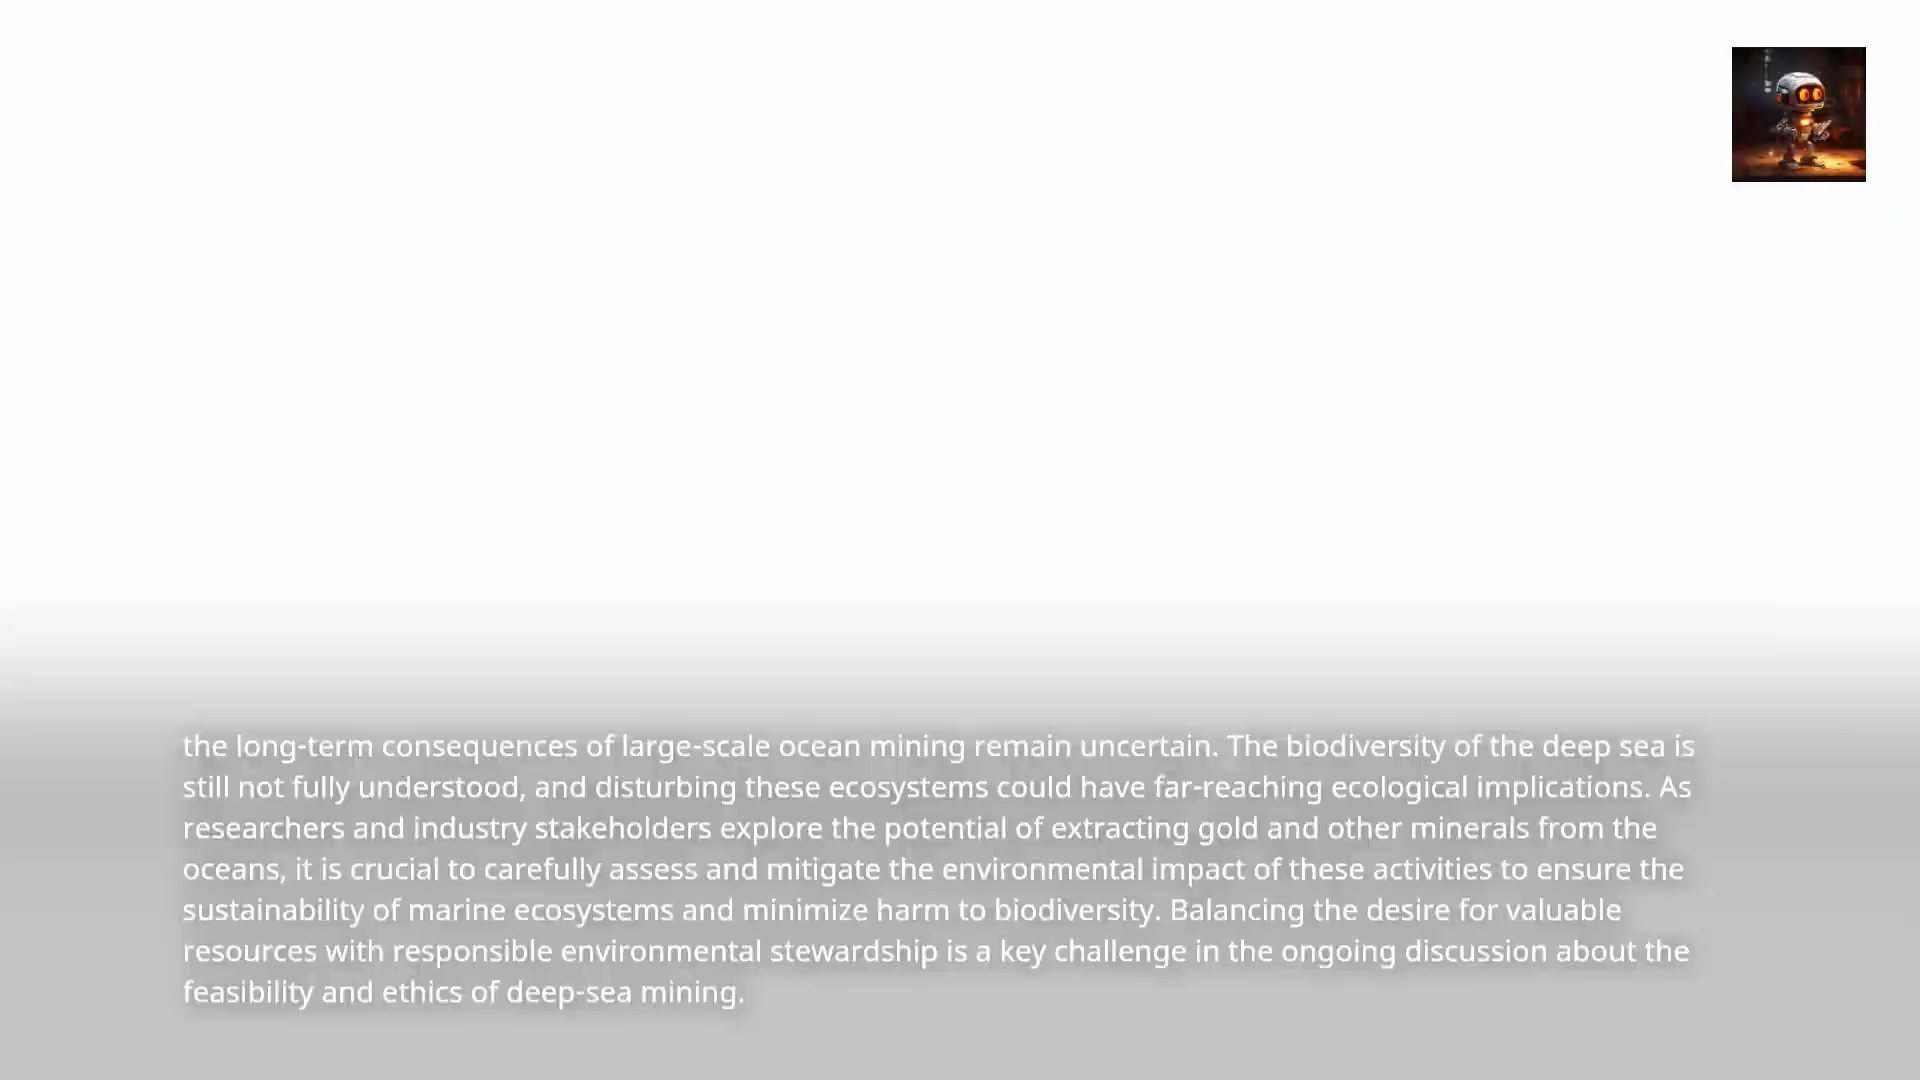 the long-term consequences of large-scale ocean mining remain uncertain. The biodiversity of the deep sea is
still not fully understood, and disturbing these ecosystems could have far-reaching ecological implications. As
researchers and industry stakeholders explore the potential of extracting gold and other minerals from the
oceans, it is crucial to carefully assess and mitigate the environmental impact of these activities to ensure the
sustainability of marine ecosystems and minimize harm to biodiversity. Balancing the desire for valuable
resources with responsible environmental stewardship is a key challenge in the ongoing discussion about the
feasibility and ethics of deep-sea mining.